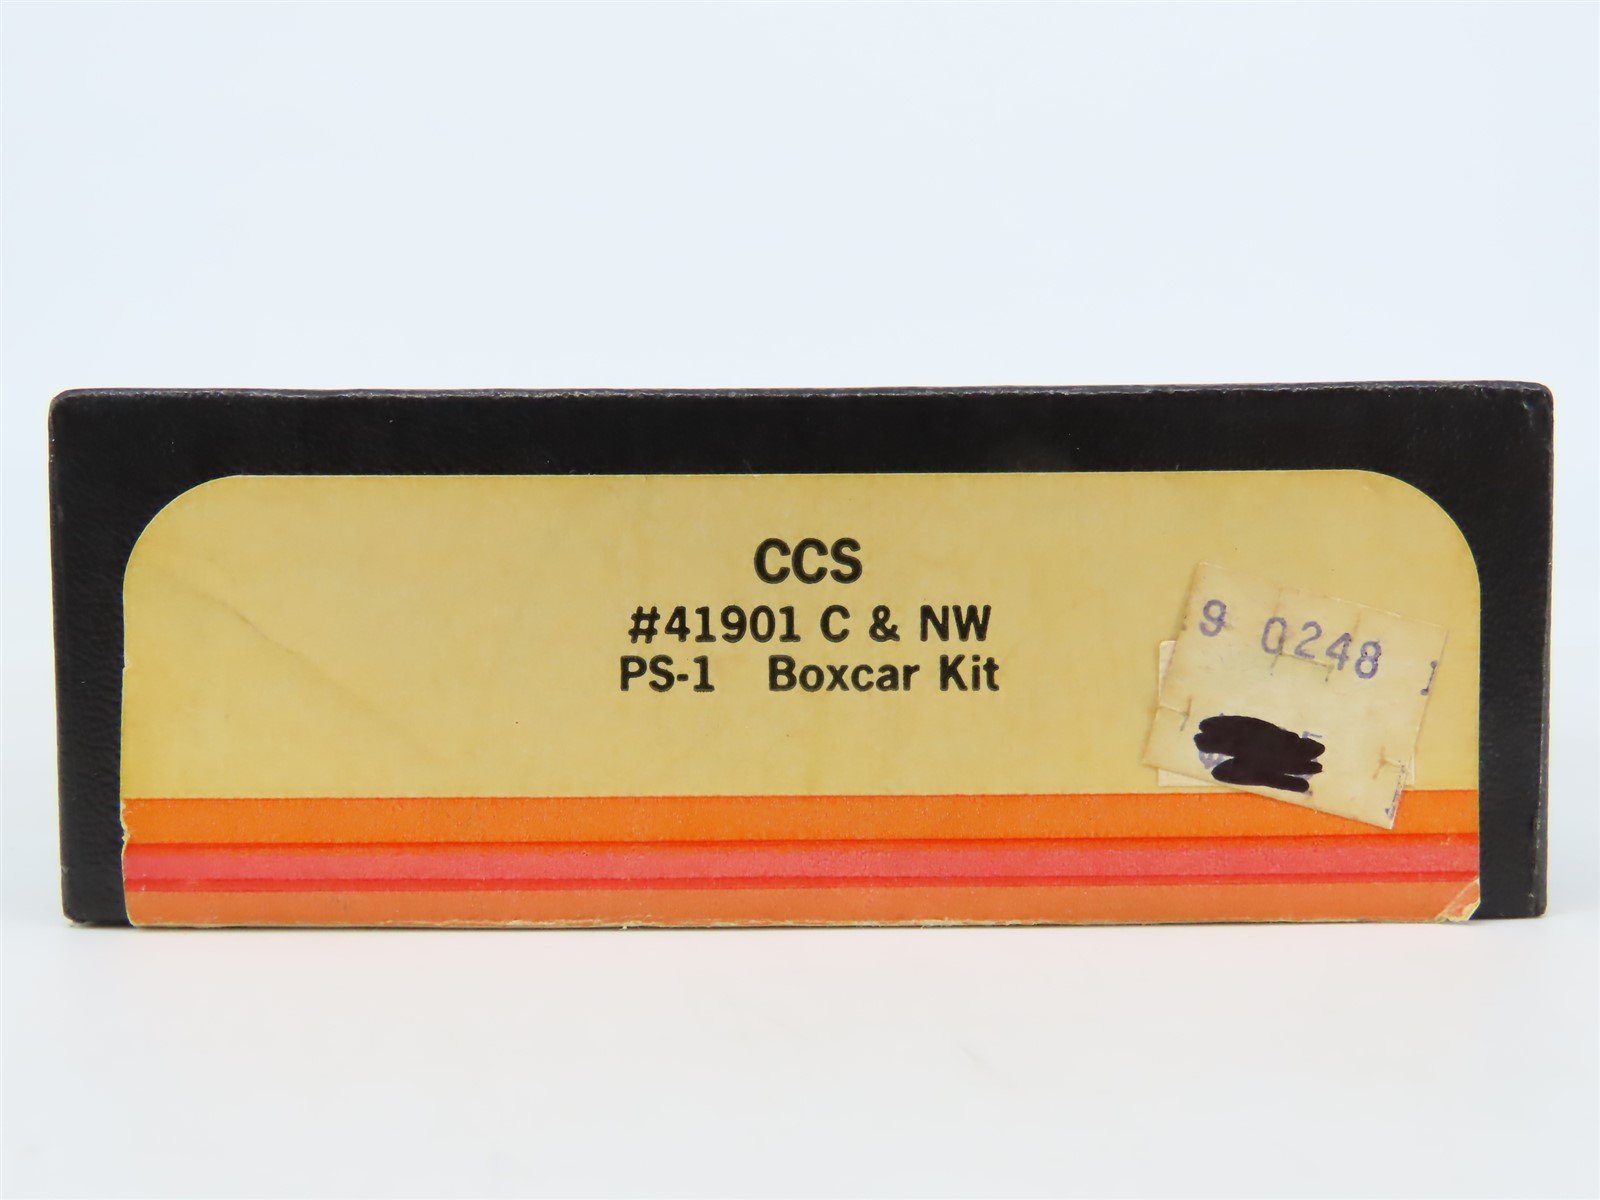 CCS
#41901 C & NW
PS-1 Boxcar Kit
9 0248